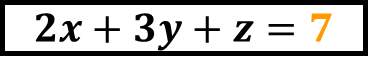 2x + 3y + z = 7